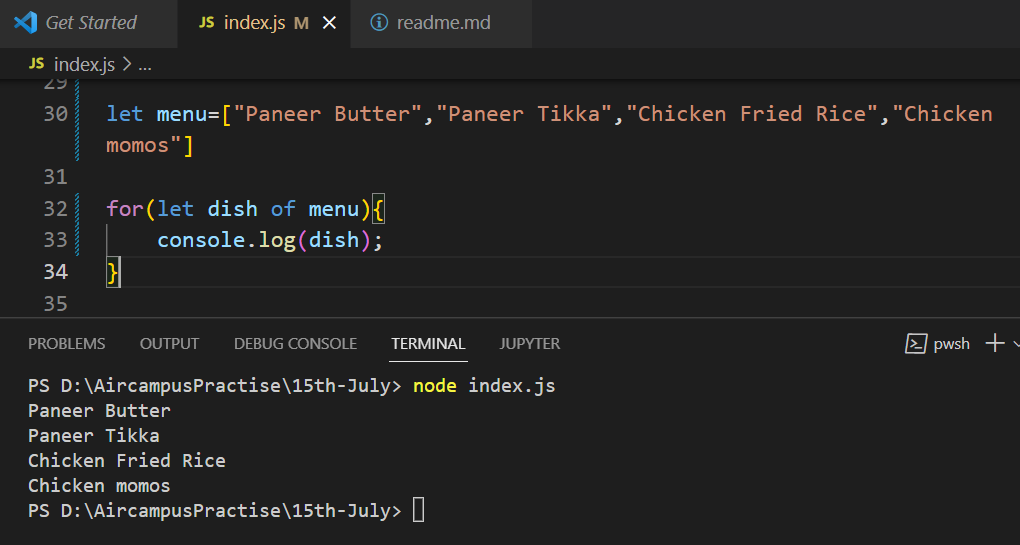 Get Started JS index.js M readme.md
JS index.js > ...
29
30 let menu=["Paneer Butter","Paneer Tikka","Chicken Fried Rice","Chicken
momos"]
31
32 for(let dish of menu){
33 console.log(dish);
34 }
35
PROBLEMS OUTPUT DEBUG CONSOLE TERMINAL JUPYTER pwsh
PS D:\AircampusPractise\15th-July> node index.js
Paneer Butter
Paneer Tikka
Chicken Fried Rice
Chicken momos
PS D:\AircampusPractise\15th-July>